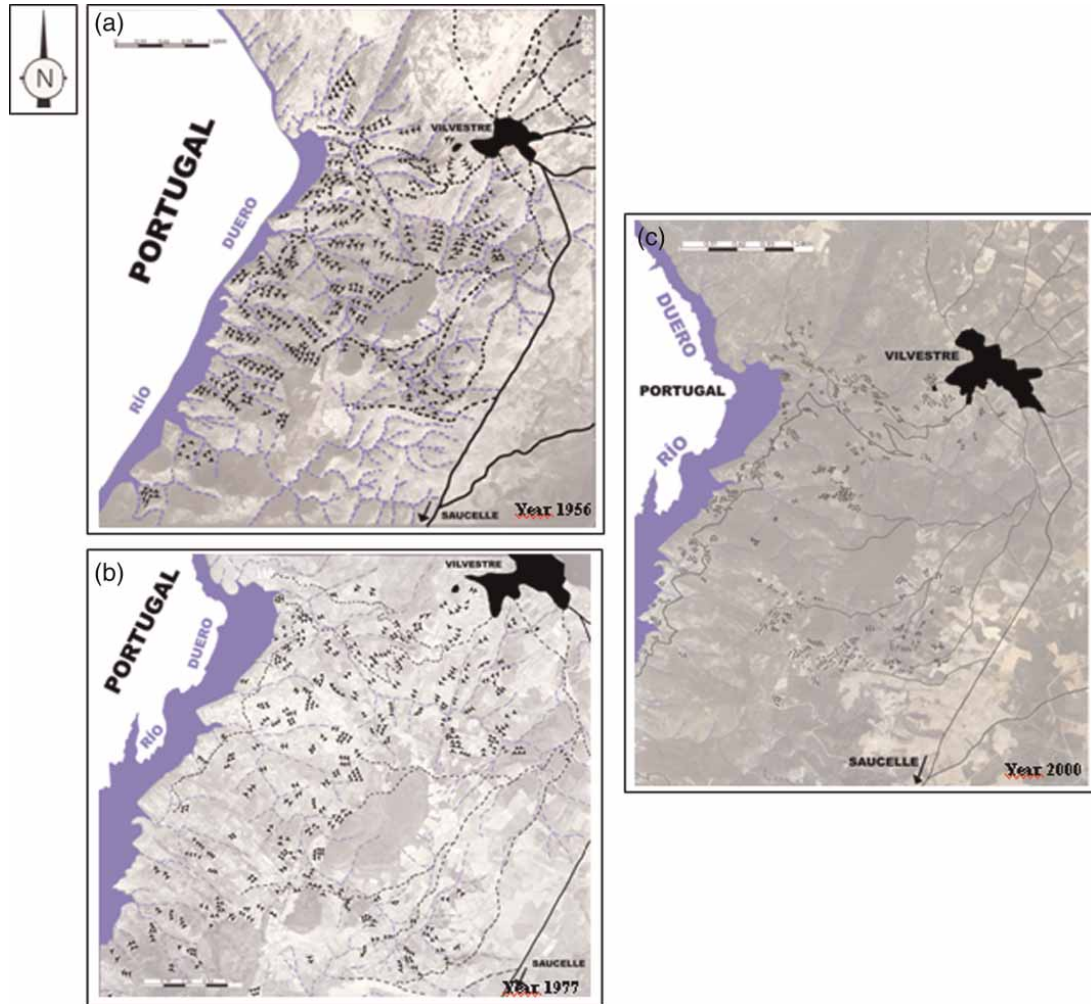 N
(a)
VILVESTRE
PORTUGAL
DUERO
RÍO
SAUCELLE
Year 1956
(b)
VILVESTRE
PORTUGAL
DUERO
RÍO
SAUCELLE
Year 1977
(c)
DUERO
VILVESTRE
PORTUGAL
RÍO
SAUCELLE
Year 2000